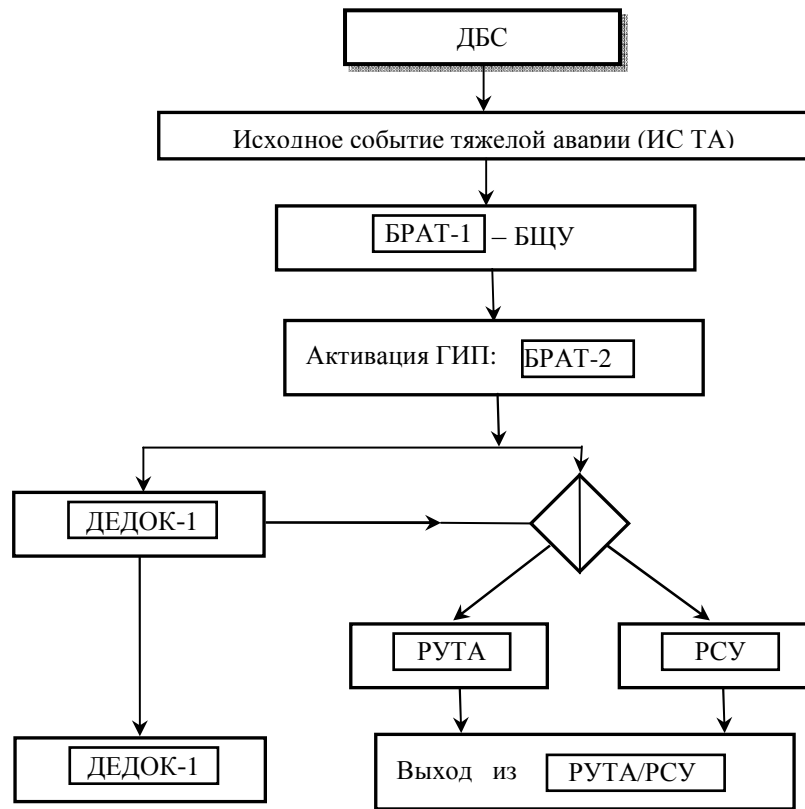 ДБС
Исходное событие тяжелой аварии (ИС ТА)
БРАТ-1 – БЩУ
Активация ГИП: БРАТ-2
ДЕДОК-1
РУТА
РСУ
ДЕДОК-1
Выход из РУТА/РСУ